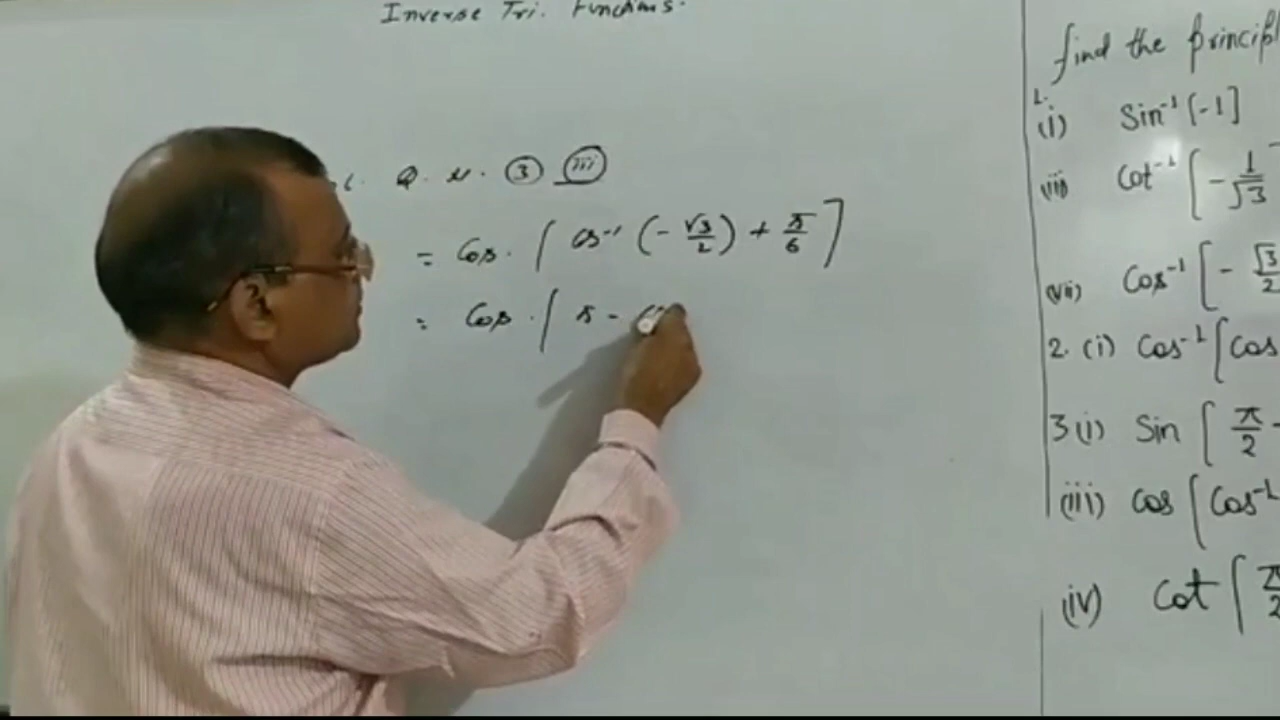 Inverse Tri. Functions.
Q. N. 3 (iii)
= Cos. [ cos⁻¹ (- √3/2) + π/6 ]
= Cos. [ π -
find the principl
1.
(i) Sin⁻¹ [-1]
(iii) Cot⁻¹ [ - 1/√3
(vii) Cos⁻¹ [ - √3/2
2. (i) Cos⁻¹ [ Cos
3 (i) Sin [ π/2 -
(iii) Cos [ Cos⁻¹
(iv) Cot [ π/2